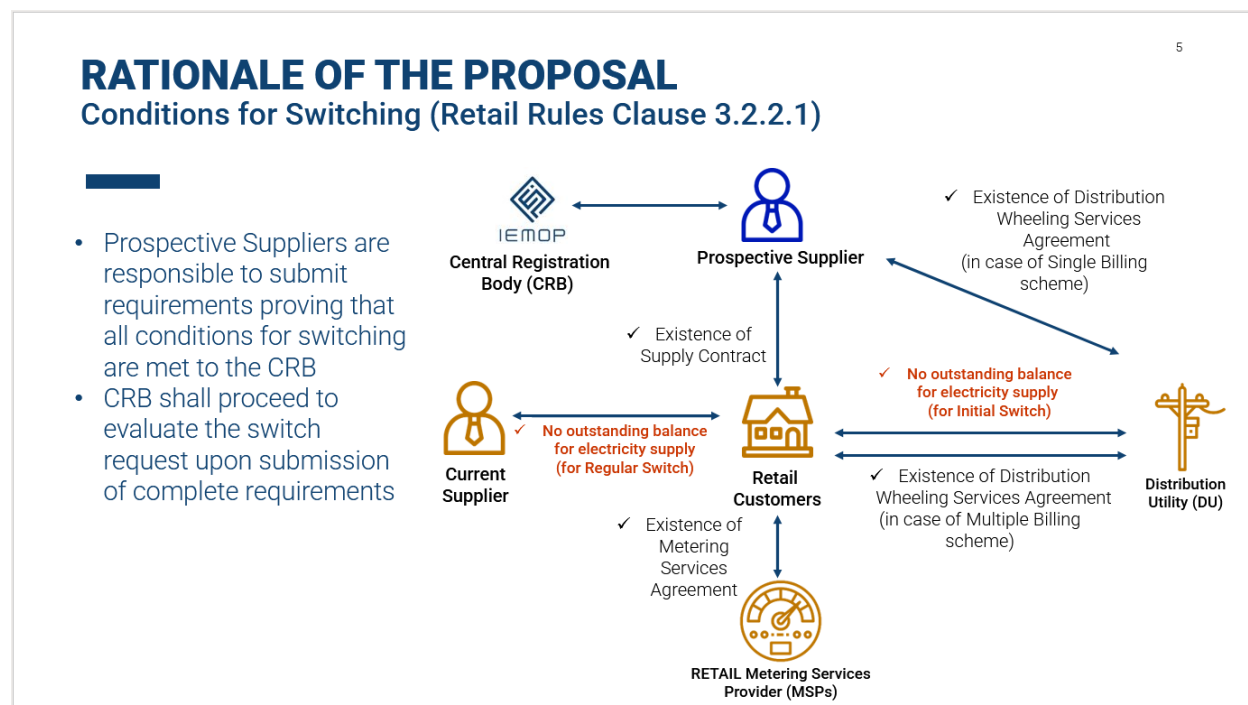 5
RATIONALE OF THE PROPOSAL
Conditions for Switching (Retail Rules Clause 3.2.2.1)
• Prospective Suppliers are
responsible to submit
requirements proving that
all conditions for switching
are met to the CRB
• CRB shall proceed to
evaluate the switch
request upon submission
of complete requirements
IEMOP
Central Registration
Body (CRB)
Prospective Supplier
✓ Existence of Distribution
Wheeling Services
Agreement
(in case of Single Billing
scheme)
✓ Existence of
Supply Contract
✓ No outstanding balance
for electricity supply
(for Initial Switch)
✓ No outstanding balance
for electricity supply
(for Regular Switch)
Current
Supplier
Retail
Customers
✓ Existence of Distribution
Wheeling Services Agreement
(in case of Multiple Billing
scheme)
Distribution
Utility (DU)
✓ Existence of
Metering
Services
Agreement
RETAIL Metering Services
Provider (MSPs)